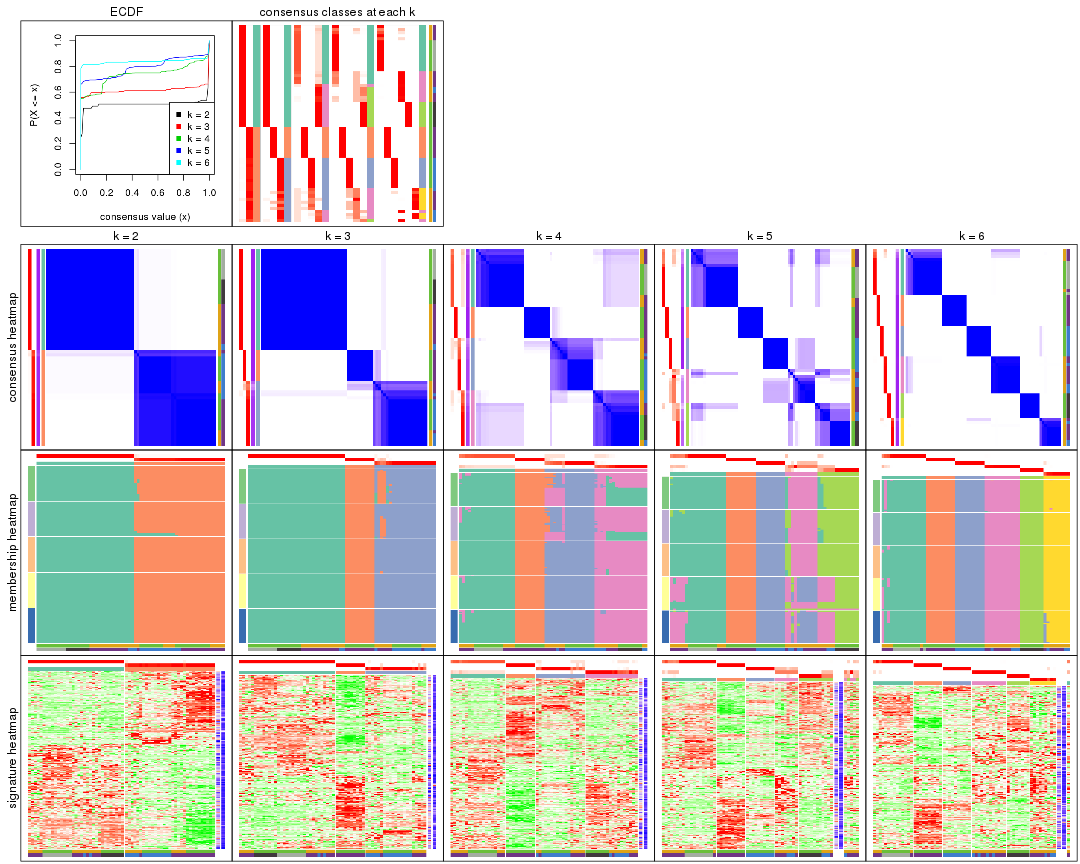 ECDF
consensus classes at each k
P(X <= x)
1.0
0.8
0.6
0.4
0.2
0.0
k = 2
k = 3
k = 4
k = 5
k = 6
0.0 0.2 0.4 0.6 0.8 1.0
consensus value (x)
k = 2
k = 3
k = 4
k = 5
k = 6
consensus heatmap
membership heatmap
signature heatmap